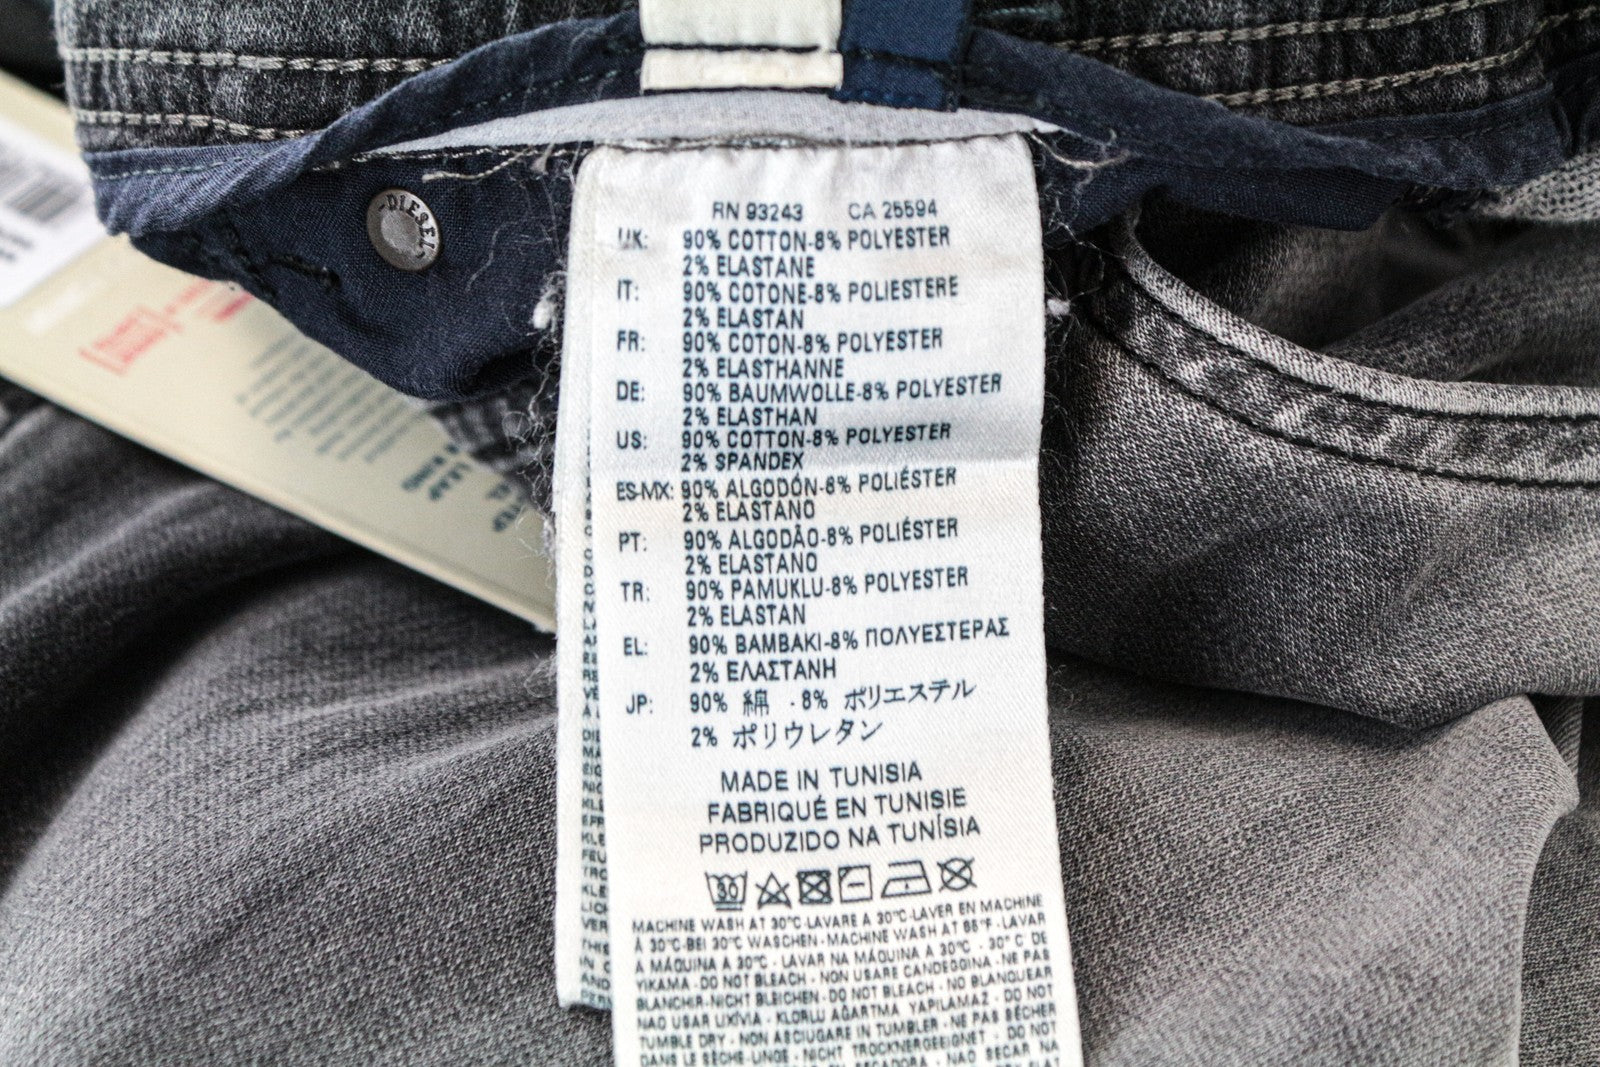 DIESEL
RN 93243 CA 25594
UK: 90% COTTON-8% POLYESTER
2% ELASTANE
IT: 90% COTONE-8% POLIESTERE
2% ELASTAN
FR: 90% COTON-8% POLYESTER
2% ELASTHANNE
DE: 90% BAUMWOLLE-8% POLYESTER
2% ELASTHAN
US: 90% COTTON-8% POLYESTER
2% SPANDEX
ES-MX: 90% ALGODÓN-8% POLIÉSTER
2% ELASTANO
PT: 90% ALGODÃO-8% POLIÉSTER
2% ELASTANO
TR: 90% PAMUKLU-8% POLYESTER
2% ELASTAN
EL: 90% BAMBAKI-8% ΠΟΛΥΕΣΤΕΡΑΣ
2% ΕΛΑΣΤΑΝΗ
JP: 90% 綿 - 8% ポリエステル
2% ポリウレタン
MADE IN TUNISIA
FABRIQUÉ EN TUNISIE
PRODUZIDO NA TUNÍSIA
30
MACHINE WASH AT 30°C-LAVARE A 30°C-LAVER EN MACHINE
À 30°C-BEI 30°C WASCHEN-MACHINE WASH AT 86°F-LAVAR
A MÁQUINA A 30°C - LAVAR NA MÁQUINA A 30°C - 30° C DE
YIKAMA-DO NOT BLEACH - NON USARE CANDEGGINA-NE PAS
BLANCHIR-NICHT BLEICHEN-DO NOT BLEACH-NO BLANQUEAR
NAO USAR LIXÍVIA - KLORLU AĞARTMA YAPILAMAZ - DO NOT
TUMBLE DRY - NON ASCIUGARE IN TUMBLER-NE PAS SÉCHER
DANS LE SÈCHE-LINGE - NICHT TROCKNERGEEIGNET - DO NOT
SECADORA - NAO SECAR NA